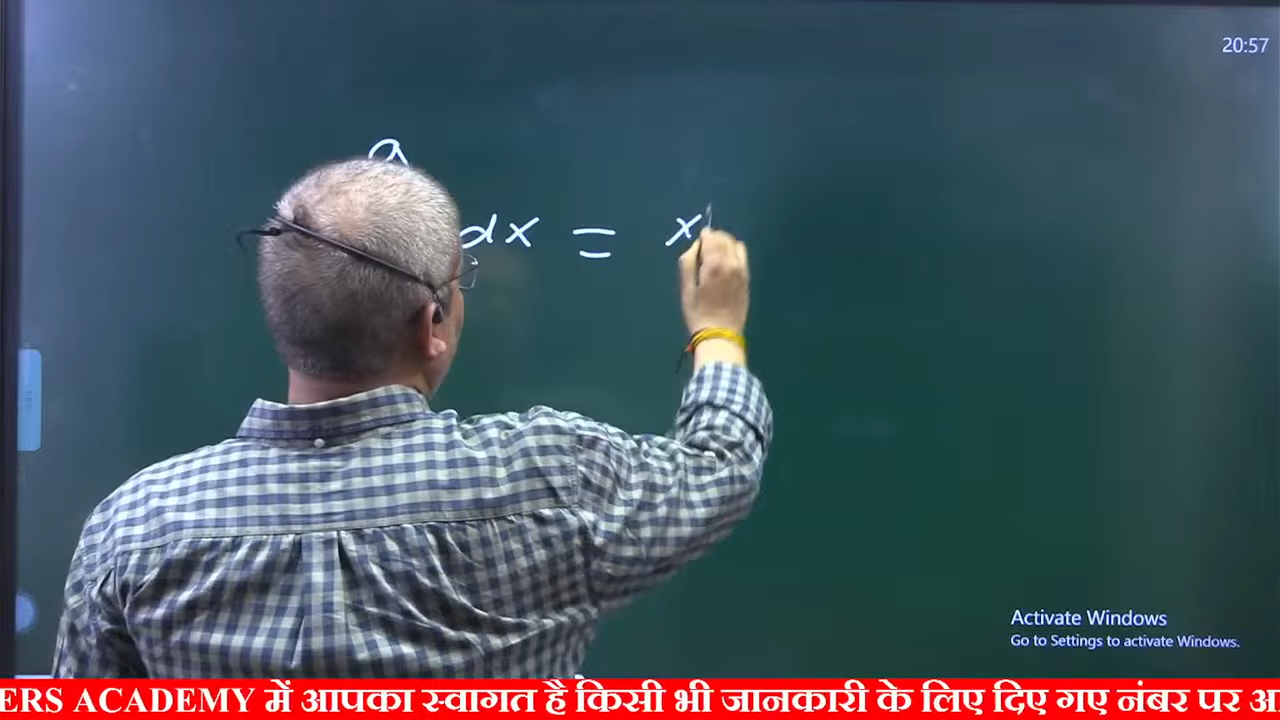 20:57
9
dx = x
Activate Windows
Go to Settings to activate Windows.
ERS ACADEMY में आपका स्वागत है किसी भी जानकारी के लिए दिए गए नंबर पर